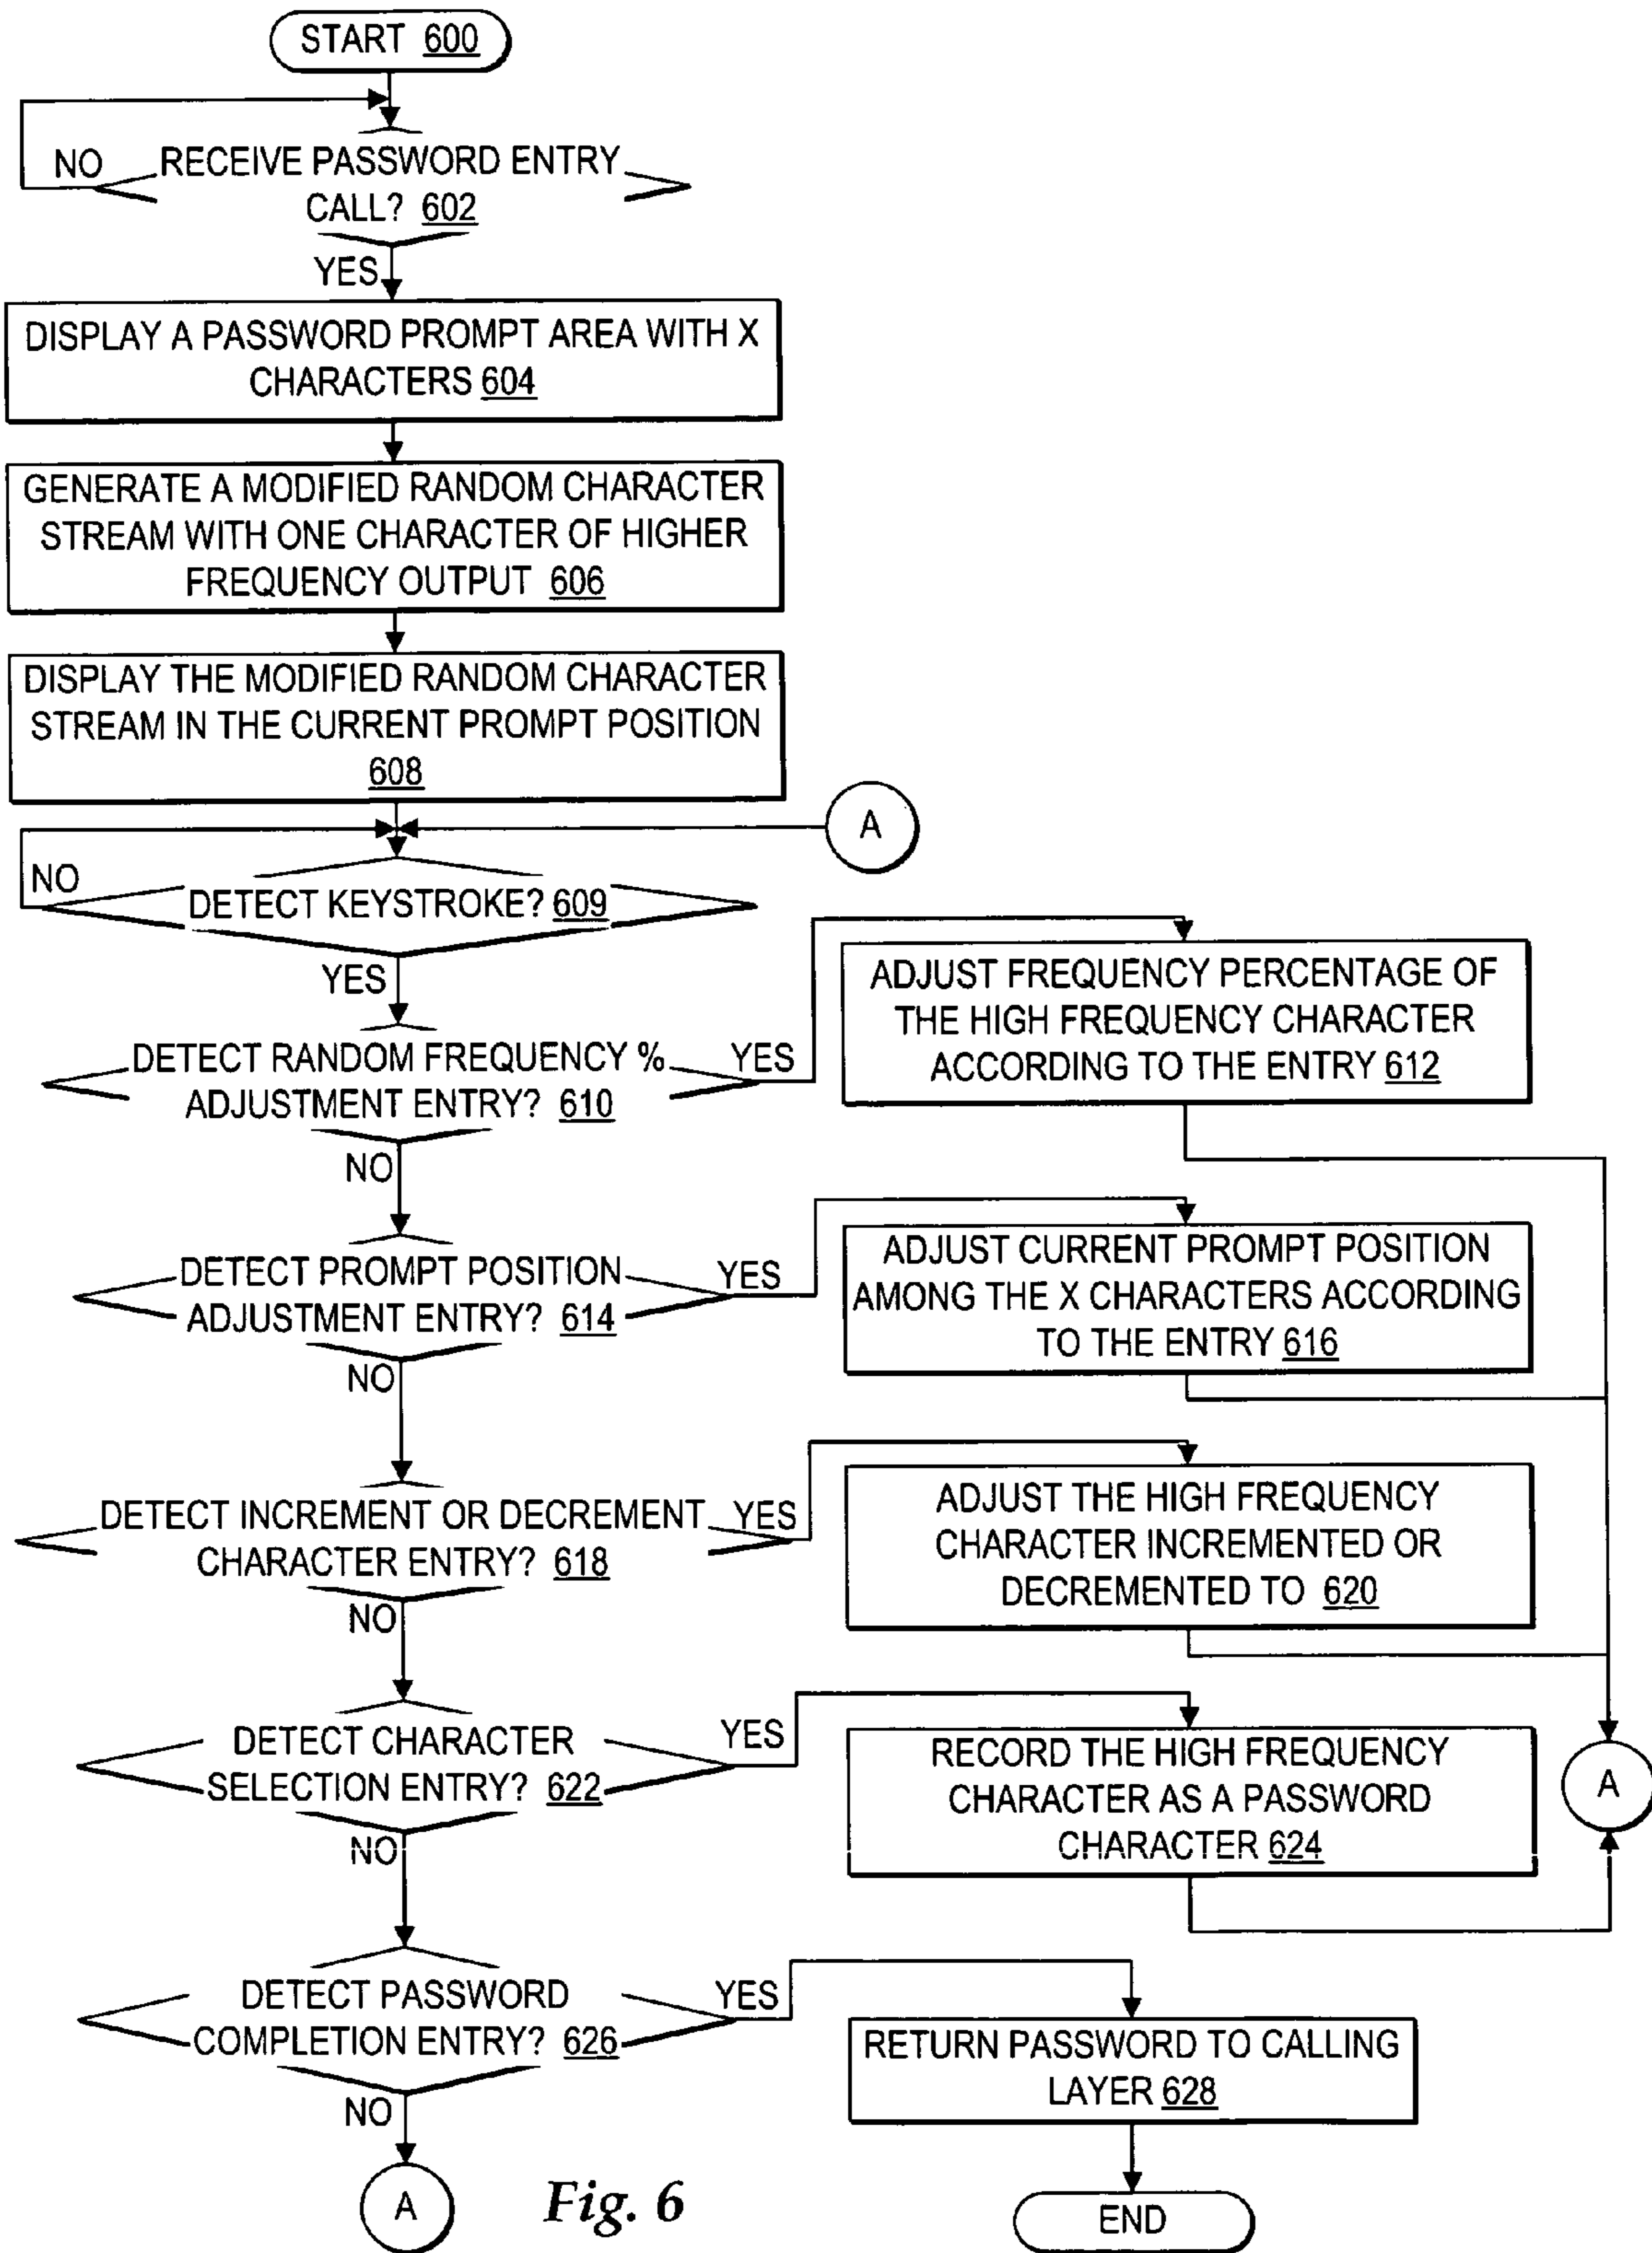 START 600
NO
RECEIVE PASSWORD ENTRY
CALL? 602
YES
DISPLAY A PASSWORD PROMPT AREA WITH X
CHARACTERS 604
GENERATE A MODIFIED RANDOM CHARACTER
STREAM WITH ONE CHARACTER OF HIGHER
FREQUENCY OUTPUT 606
DISPLAY THE MODIFIED RANDOM CHARACTER
STREAM IN THE CURRENT PROMPT POSITION
608
A
NO
DETECT KEYSTROKE? 609
YES
DETECT RANDOM FREQUENCY %
ADJUSTMENT ENTRY? 610
YES
ADJUST FREQUENCY PERCENTAGE OF
THE HIGH FREQUENCY CHARACTER
ACCORDING TO THE ENTRY 612
NO
DETECT PROMPT POSITION
ADJUSTMENT ENTRY? 614
YES
ADJUST CURRENT PROMPT POSITION
AMONG THE X CHARACTERS ACCORDING
TO THE ENTRY 616
NO
DETECT INCREMENT OR DECREMENT
CHARACTER ENTRY? 618
YES
ADJUST THE HIGH FREQUENCY
CHARACTER INCREMENTED OR
DECREMENTED TO 620
NO
DETECT CHARACTER
SELECTION ENTRY? 622
YES
RECORD THE HIGH FREQUENCY
CHARACTER AS A PASSWORD
CHARACTER 624
A
NO
DETECT PASSWORD
COMPLETION ENTRY? 626
YES
RETURN PASSWORD TO CALLING
LAYER 628
NO
A
Fig. 6
END